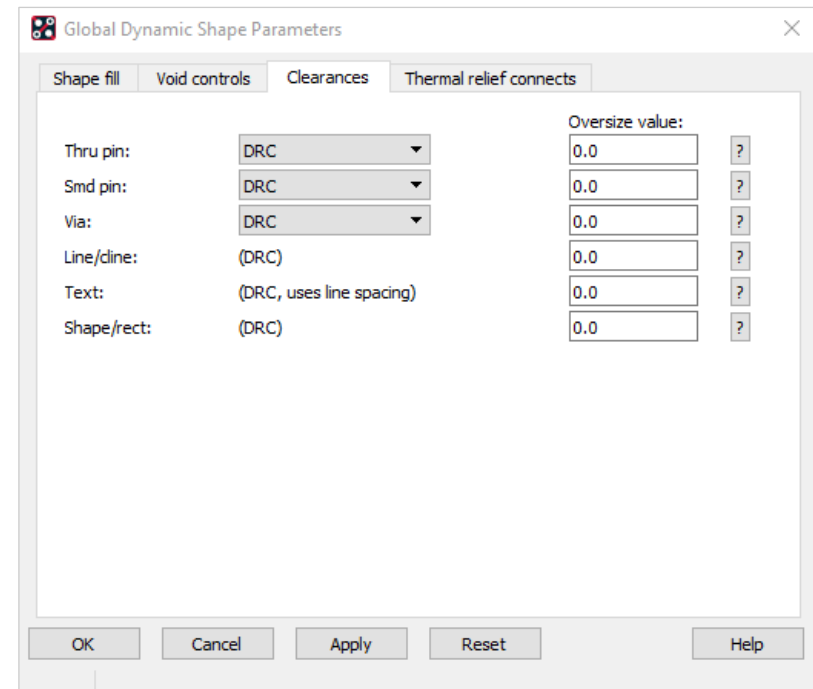 Global Dynamic Shape Parameters
Shape fill Void controls Clearances Thermal relief connects
Oversize value:
Thru pin: DRC 0.0 ?
Smd pin: DRC 0.0 ?
Via: DRC 0.0 ?
Line/cline: (DRC) 0.0 ?
Text: (DRC, uses line spacing) 0.0 ?
Shape/rect: (DRC) 0.0 ?
OK Cancel Apply Reset Help